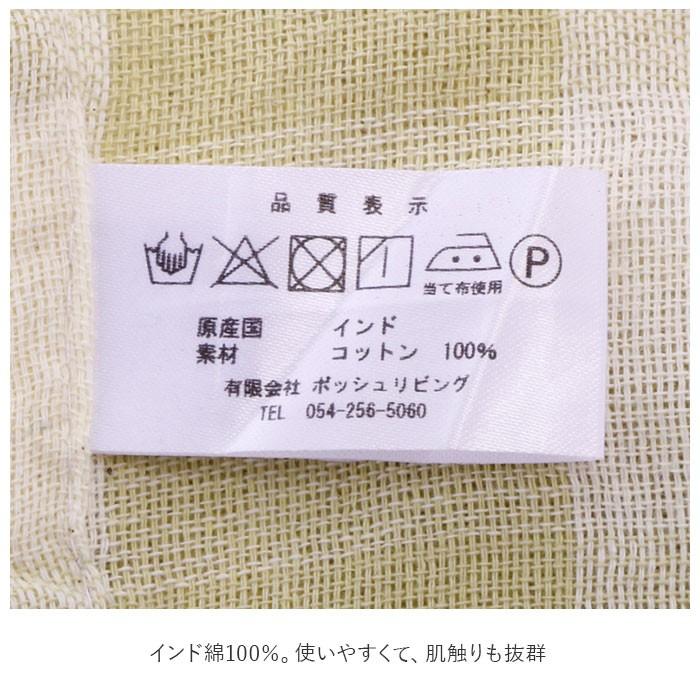 品質表示
P
当て布使用
原産国 インド
素材 コットン 100%
有限会社 ポッシュリビング
TEL 054-256-5060
インド綿100%。使いやすくて、肌触りも抜群